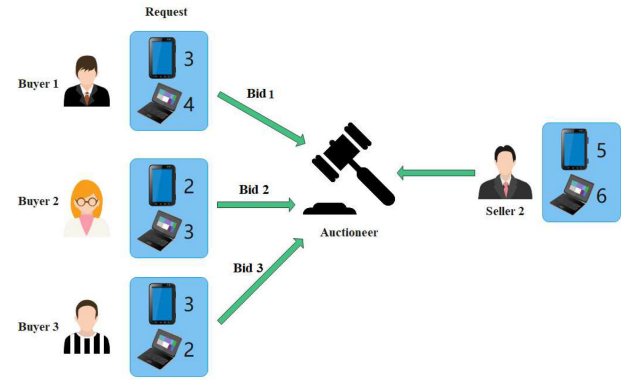 Request
Buyer 1
3
4
Bid 1
Buyer 2
2
3
Bid 2
Buyer 3
3
2
Bid 3
Auctioneer
Seller 2
5
6